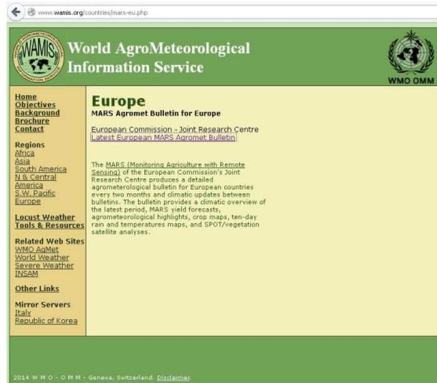 www.wamis.org/countries/mars-eu.php
WAMIS
World AgroMeteorological
Information Service
WMO OMM
Home
Objectives
Background
Brochure
Contact
Regions
Africa
Asia
South America
N & Central
America
S.W. Pacific
Europe
Locust Weather
Tools & Resources
Related Web Sites
WMO AgMet
World Weather
Severe Weather
INSAM
Other Links
Mirror Servers
Italy
Republic of Korea
Europe
MARS Agromet Bulletin for Europe
European Commission - Joint Research Centre
Latest European MARS Agromet Bulletin
The MARS (Monitoring Agriculture with Remote
Sensing) of the European Commission's Joint
Research Centre produces a detailed
agrometerological bulletin for European countries
every two months and climatic updates between
bulletins. The bulletin provides a climatic overview of
the latest period, MARS yield forecasts,
agrometeorological highlights, crop maps, ten-day
rain and temperatures maps, and SPOT/vegetation
satellite analyses.
2014 W M O - O M M - Geneva, Switzerland. Disclaimer.